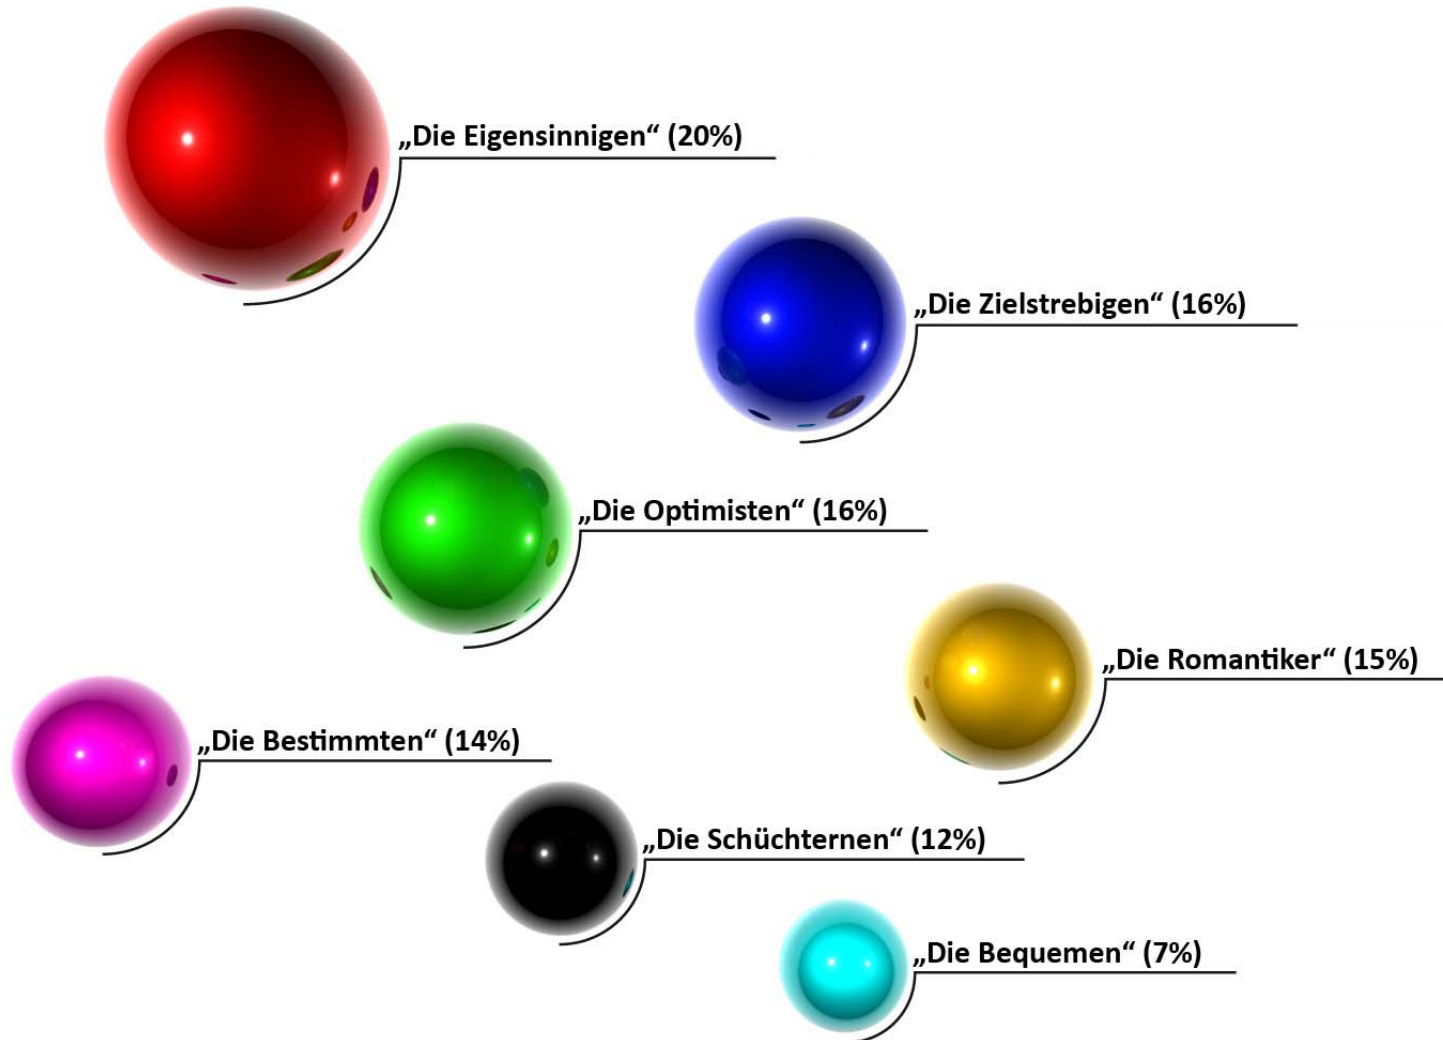 „Die Eigensinnigen“ (20%)
„Die Zielstrebigen“ (16%)
„Die Optimisten“ (16%)
„Die Romantiker“ (15%)
„Die Bestimmten“ (14%)
„Die Schüchternen“ (12%)
„Die Bequemen“ (7%)